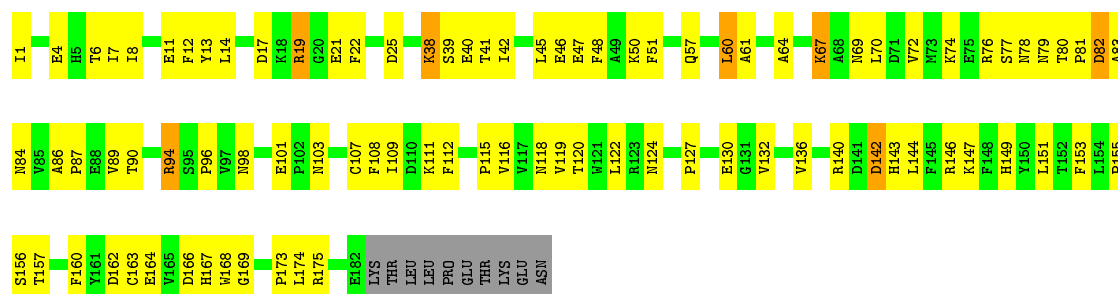 I1 E4 H5 T6 I7 I8 E11 F12 Y13 L14 D17 K18 R19 G20 E21 F22 D25 K38 S39 E40 T41 I42 L45 E46 E47 F48 A49 K50 F51 Q57 L60 A61 A64 K67 A68 N69 L70 D71 V72 M73 K74 E75 R76 S77 N78 N79 T80 P81 D82 A83
N84 V85 A86 P87 E88 V89 T90 R94 S95 P96 V97 N98 E101 P102 N103 C107 F108 I109 D110 K111 F112 P115 V116 V117 N118 V119 T120 W121 L122 R123 N124 P127 E130 G131 V132 V136 R140 D141 D142 H143 L144 F145 R146 K147 F148 H149 Y150 L151 T152 F153 L154 P155
S156 T157 F160 Y161 D162 C163 E164 V165 D166 H167 W168 G169 P173 L174 R175 E182 LYS THR LEU LEU PRO GLU THR LYS GLU ASN